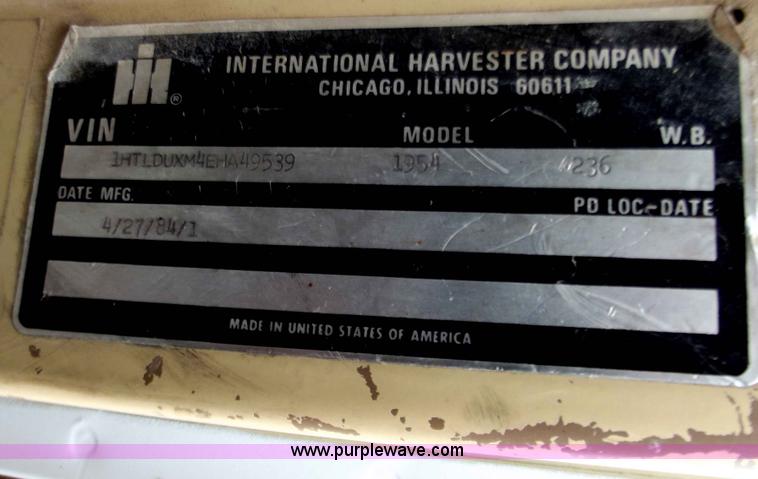 IH®
INTERNATIONAL HARVESTER COMPANY
CHICAGO, ILLINOIS 60611
VIN MODEL W.B.
1HTLDUXM4EHA49539 1954 236
DATE MFG. PD LOC-DATE
4/27/84/1
MADE IN UNITED STATES OF AMERICA
www.purplewave.com